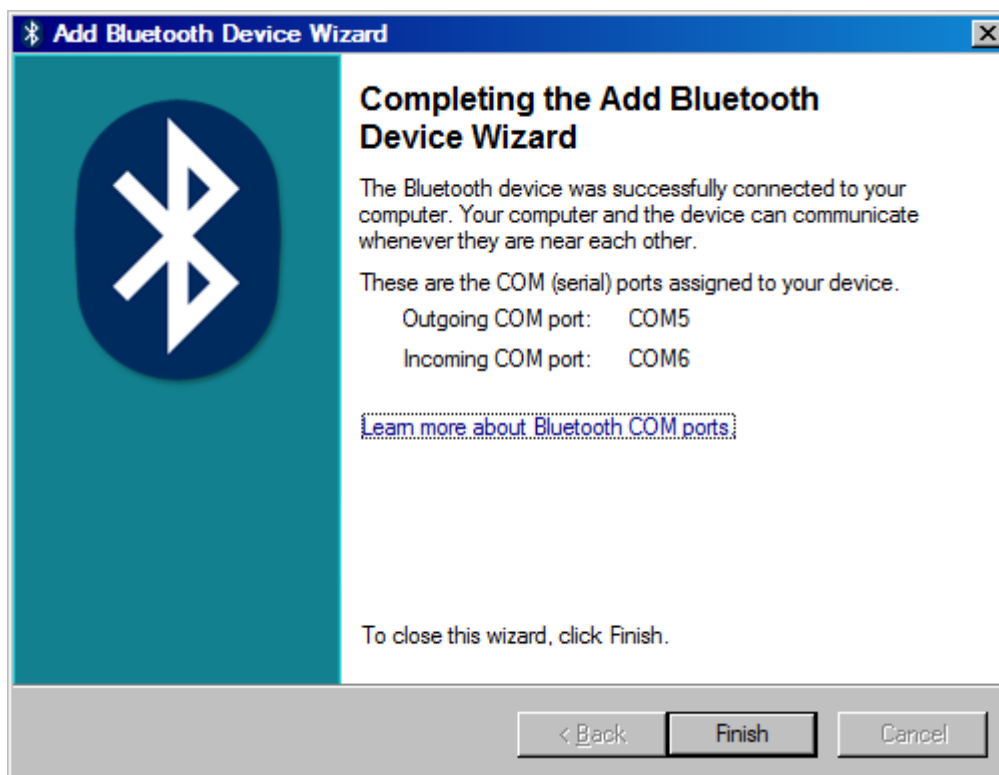 Add Bluetooth Device Wizard
Completing the Add Bluetooth
Device Wizard
The Bluetooth device was successfully connected to your
computer. Your computer and the device can communicate
whenever they are near each other.
These are the COM (serial) ports assigned to your device.
Outgoing COM port: COM5
Incoming COM port: COM6
Learn more about Bluetooth COM ports.
To close this wizard, click Finish.
< Back Finish Cancel